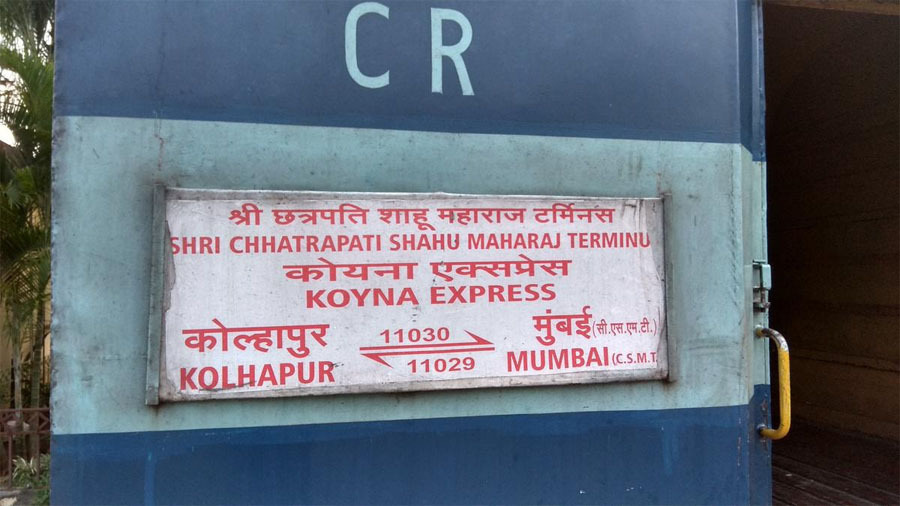 C R
श्री छत्रपति शाहू महाराज टर्मिनस
SHRI CHHATRAPATI SHAHU MAHARAJ TERMINU
कोयना एक्सप्रेस
KOYNA EXPRESS
कोल्हापुर 11030 मुंबई (सी.एस.एम.टी.)
KOLHAPUR 11029 MUMBAI (C.S.M.T.